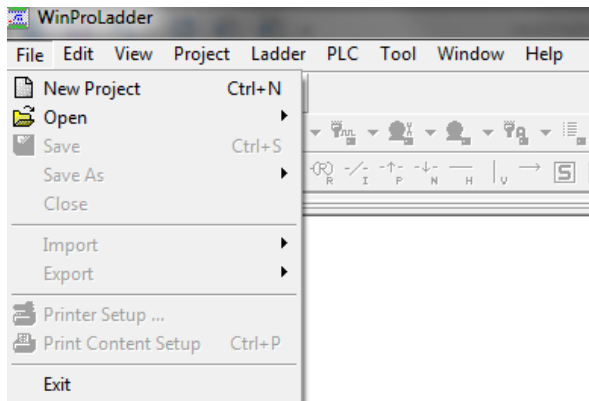 WinProLadder
File Edit View Project Ladder PLC Tool Window Help
New Project Ctrl+N
Open
Save Ctrl+S
Save As
Close
Import
Export
Printer Setup ...
Print Content Setup Ctrl+P
Exit
(R) R I P N H V S